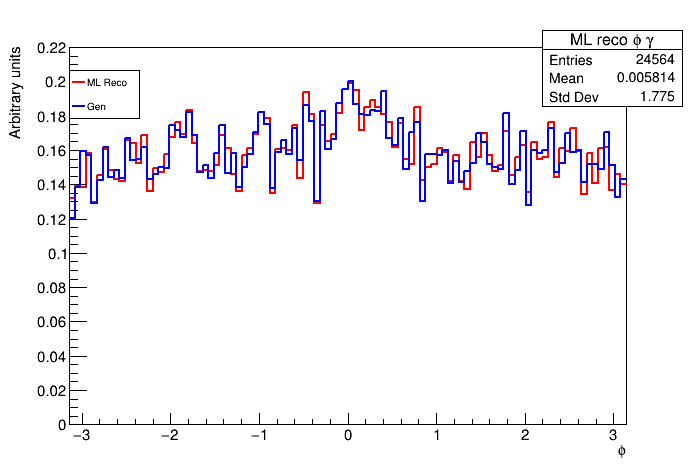 ML reco ϕ γ
Entries 24564
Mean 0.005814
Std Dev 1.775
Arbitrary units
0.22
0.2
0.18
0.16
0.14
0.12
0.1
0.08
0.06
0.04
0.02
0
ML Reco
Gen
−3 −2 −1 0 1 2 3
ϕ